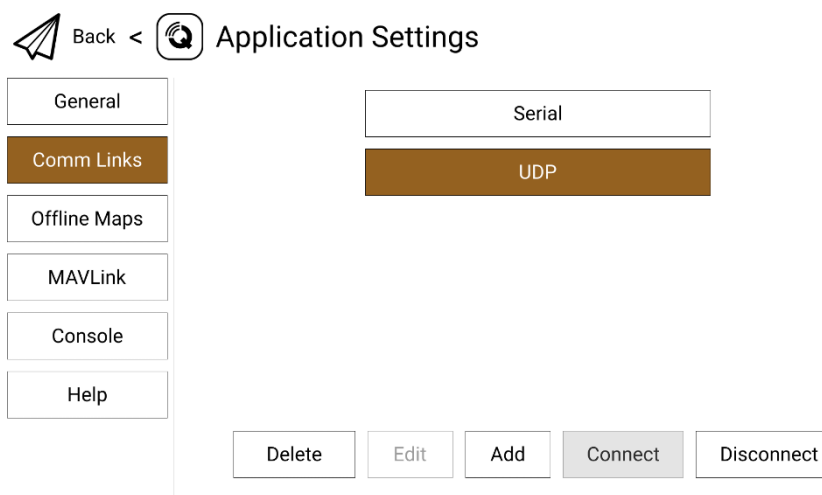 Back < Application Settings
General
Comm Links
Offline Maps
MAVLink
Console
Help
Serial
UDP
Delete Edit Add Connect Disconnect